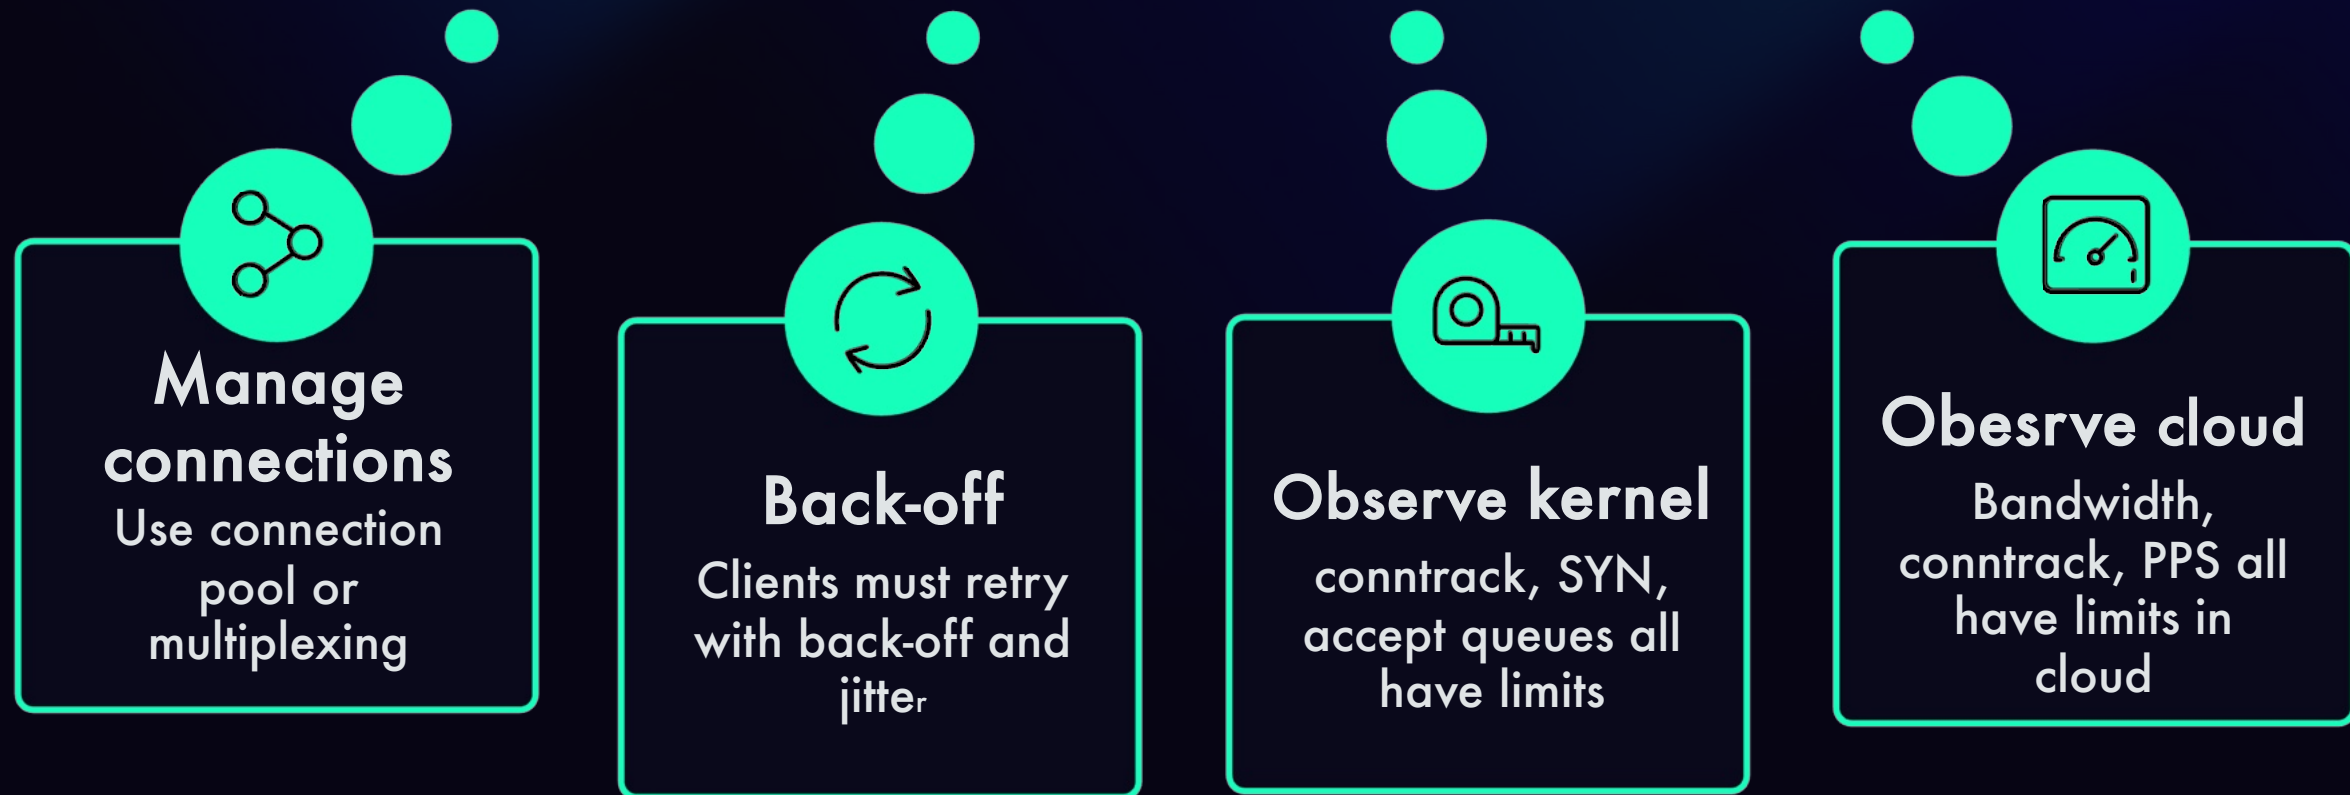 Manage
connections
Use connection
pool or
multiplexing
Back-off
Clients must retry
with back-off and
jitter
Observe kernel
conntrack, SYN,
accept queues all
have limits
Obesrve cloud
Bandwidth,
conntrack, PPS all
have limits in
cloud